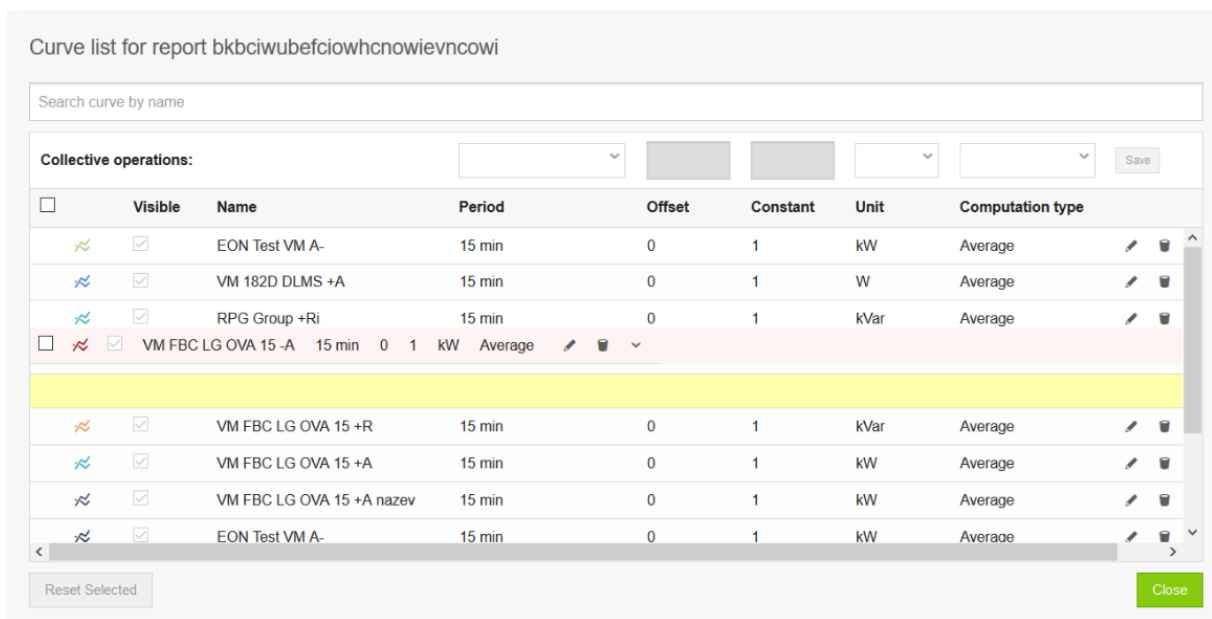 Curve list for report bkbciwubefciowhcnowievncowi
Search curve by name
Collective operations: Save
Visible Name Period Offset Constant Unit Computation type
EON Test VM A- 15 min 0 1 kW Average
VM 182D DLMS +A 15 min 0 1 W Average
RPG Group +Ri 15 min 0 1 kVar Average
VM FBC LG OVA 15 -A 15 min 0 1 kW Average
VM FBC LG OVA 15 +R 15 min 0 1 kVar Average
VM FBC LG OVA 15 +A 15 min 0 1 kW Average
VM FBC LG OVA 15 +A nazev 15 min 0 1 kW Average
EON Test VM A- 15 min 0 1 kW Average
Reset Selected Close